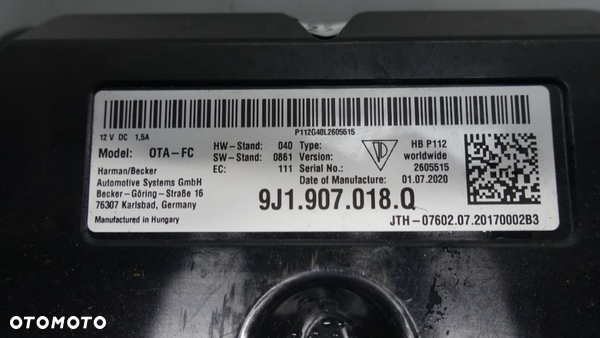 P112G40L2605515
12 V DC 1,5A
Model: OTA-FC
HW-Stand: 040
SW-Stand: 0861
EC: 111
Type: HB P112
Version: worldwide
Serial No.: 2605515
Date of Manufacture: 01.07.2020
Harman/Becker
Automotive Systems GmbH
Becker-Göring-Straße 16
76307 Karlsbad, Germany
Manufactured in Hungary
9J1.907.018.Q
JTH-07602.07.20170002B3
OTOMOTO